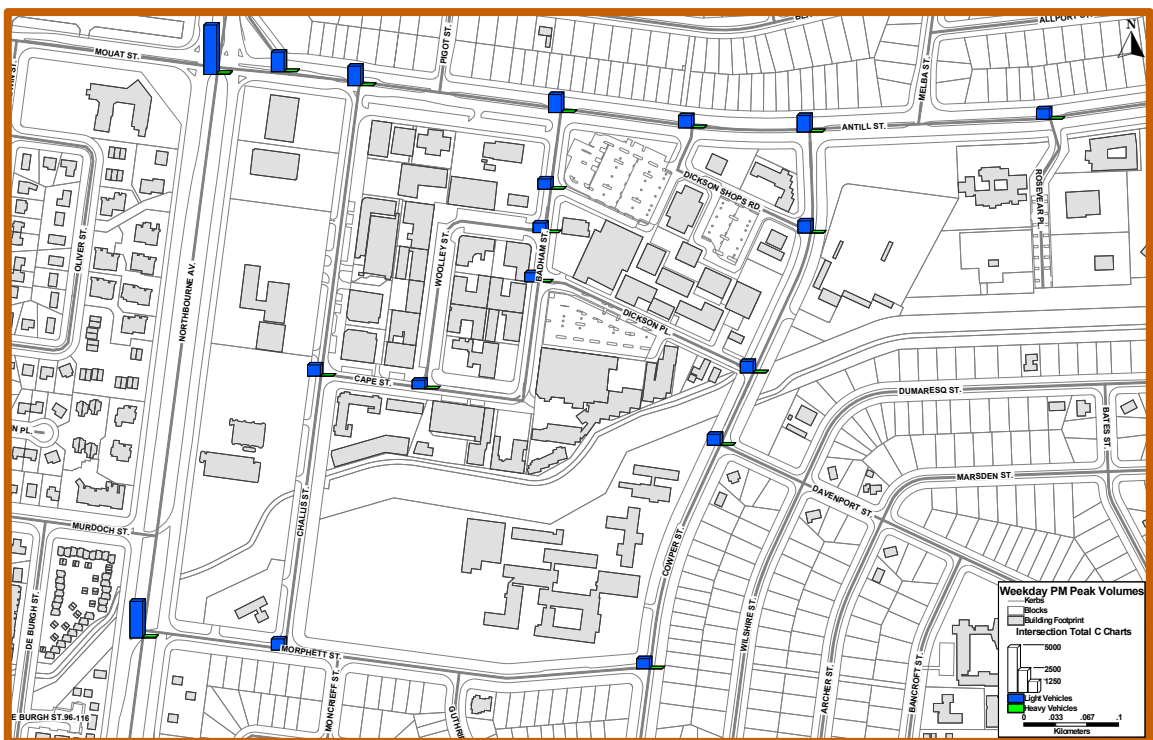 ALLPORT ST.
N
MOUAT ST.
PIGOT ST.
MELBA ST.
ANTILL ST.
DICKSON SHOPS RD
ROSEVEAR PL.
OLIVER ST.
NORTHBOURNE AV.
WOOLLEY ST.
BADHAM ST.
DICKSON PL.
CAPE ST.
DUMARESQ ST.
BATES ST.
N PL.
MARSDEN ST.
DAVENPORT ST.
CHALLIS ST.
MURDOCH ST.
COWPER ST.
DE BURGH ST.
WILSHIRE ST.
ARCHER ST.
BANCROFT ST.
MORPHETT ST.
MONCRIEFF ST.
GUTHRI
E BURGH ST.96-116
Weekday PM Peak Volumes
Kerbs
Blocks
Building Footprint
Intersection Total C Charts
5000
2500
1250
Light Vehicles
Heavy Vehicles
0 .033 .067 .1
Kilometers